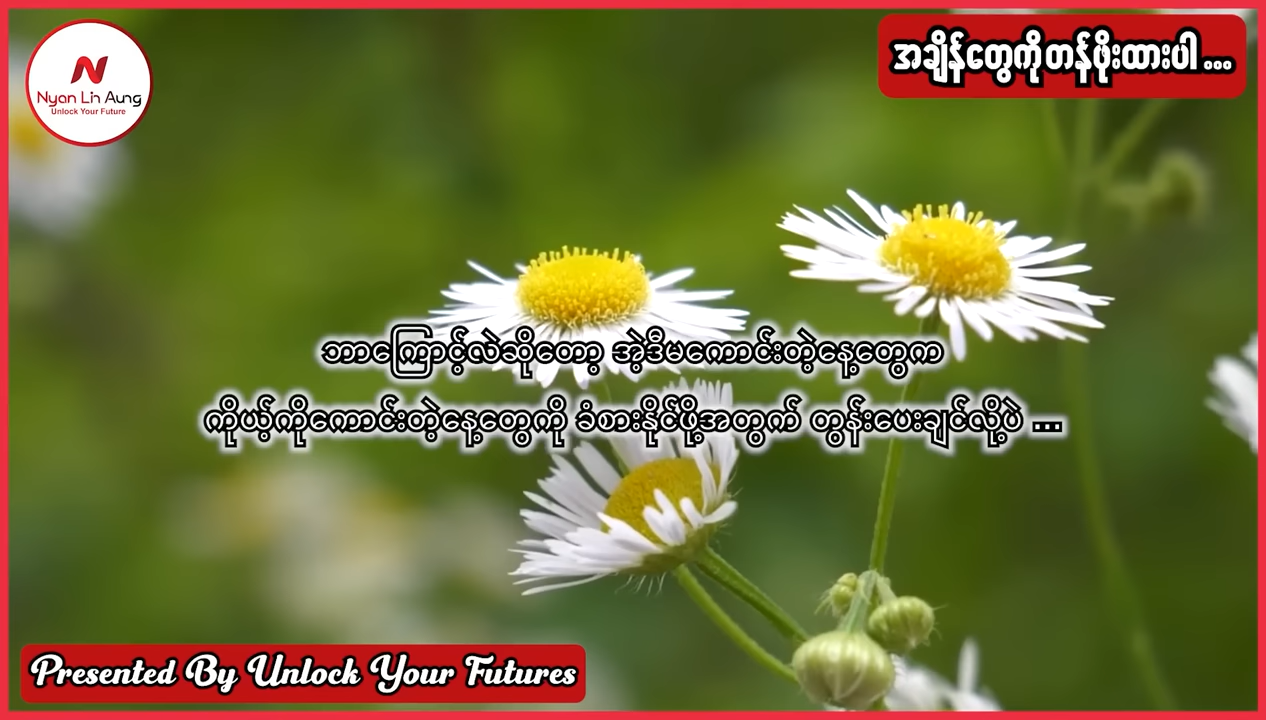 N
Nyan Lin Aung
Unlock Your Future
အချိန်တွေကိုတန်ဖိုးထားပါ ...
ဘာကြောင့်လဲဆိုတော့ အဲ့ဒီမကောင်းတဲ့နေ့တွေက
ကိုယ့်ကိုကောင်းတဲ့နေ့တွေကို ခံစားနိုင်ဖို့အတွက် တွန်းပေးချင်လို့ပဲ ...
Presented By Unlock Your Futures